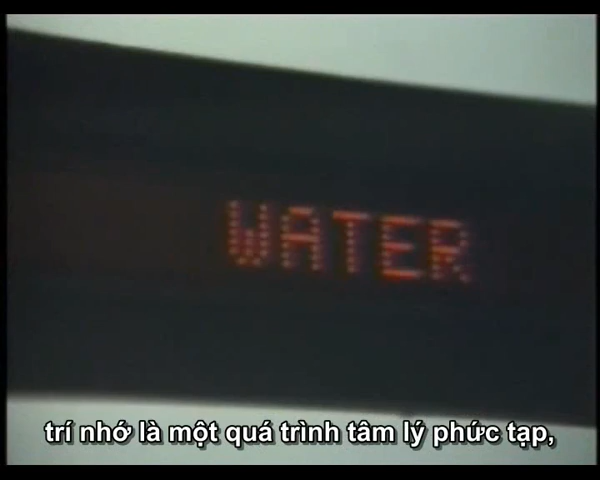 WATER
trí nhớ là một quá trình tâm lý phức tạp,